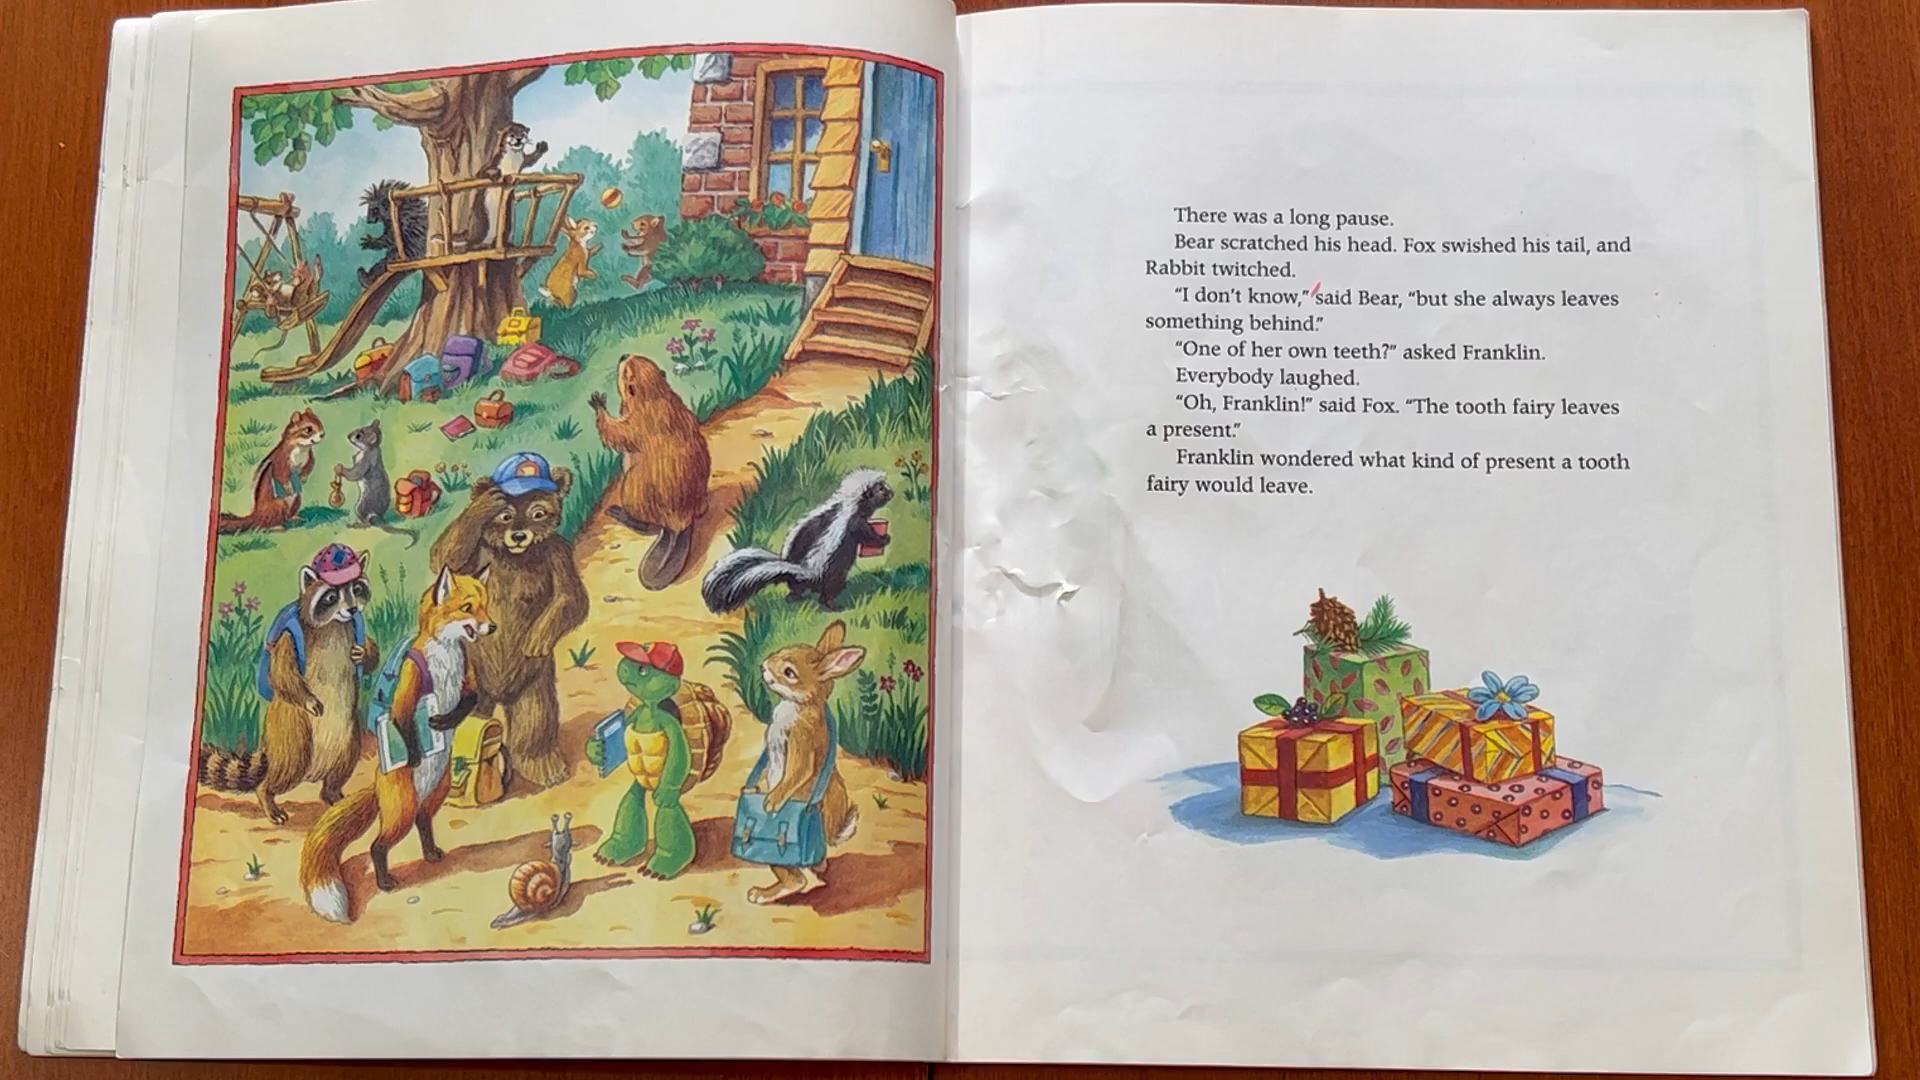 There was a long pause.
Bear scratched his head. Fox swished his tail, and
Rabbit twitched.
“I don't know,” said Bear, “but she always leaves
something behind.”
“One of her own teeth?” asked Franklin.
Everybody laughed.
“Oh, Franklin!” said Fox. “The tooth fairy leaves
a present.”
Franklin wondered what kind of present a tooth
fairy would leave.